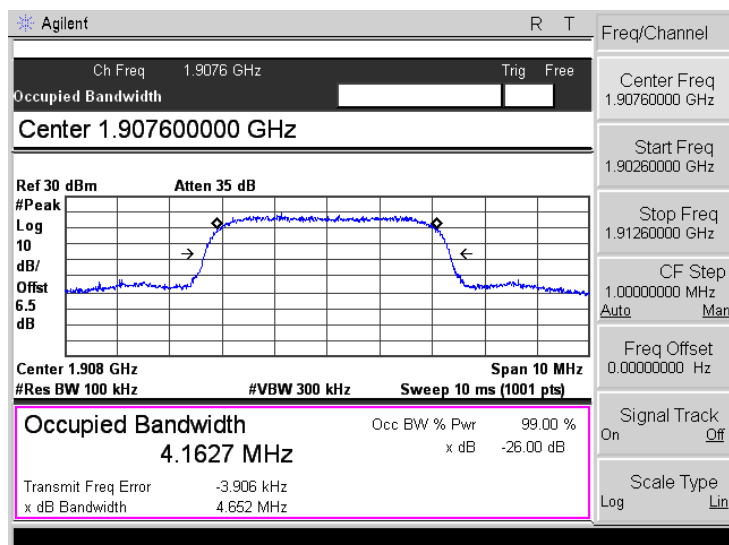 Agilent R T
Ch Freq 1.9076 GHz Trig Free
Occupied Bandwidth
Center 1.907600000 GHz
Ref 30 dBm Atten 35 dB
#Peak
Log
10
dB/
Offst
6.5
dB
Center 1.908 GHz Span 10 MHz
#Res BW 100 kHz #VBW 300 kHz Sweep 10 ms (1001 pts)
Occupied Bandwidth Occ BW % Pwr 99.00 %
4.1627 MHz x dB -26.00 dB
Transmit Freq Error -3.906 kHz
x dB Bandwidth 4.652 MHz
Freq/Channel
Center Freq
1.90760000 GHz
Start Freq
1.90260000 GHz
Stop Freq
1.91260000 GHz
CF Step
1.00000000 MHz
Auto Man
Freq Offset
0.00000000 Hz
Signal Track
On Off
Scale Type
Log Lin